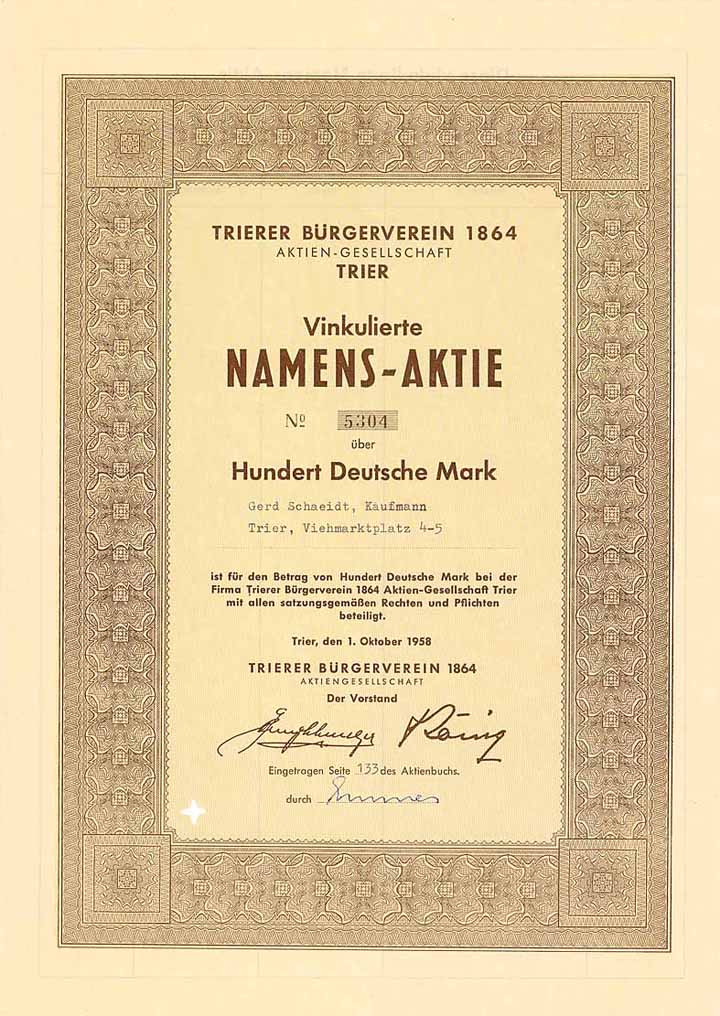 TRIERER BÜRGERVEREIN 1864
AKTIEN-GESELLSCHAFT
TRIER
Vinkulierte
NAMENS-AKTIE
Nº 5304
über
Hundert Deutsche Mark
Gerd Schaeidt, Kaufmann
Trier, Viehmarktplatz 4-5
ist für den Betrag von Hundert Deutsche Mark bei der
Firma Trierer Bürgerverein 1864 Aktien-Gesellschaft Trier
mit allen satzungsgemäßen Rechten und Pflichten
beteiligt.
Trier, den 1. Oktober 1958
TRIERER BÜRGERVEREIN 1864
AKTIENGESELLSCHAFT
Der Vorstand
König
Eingetragen Seite 133 des Aktienbuchs.
durch